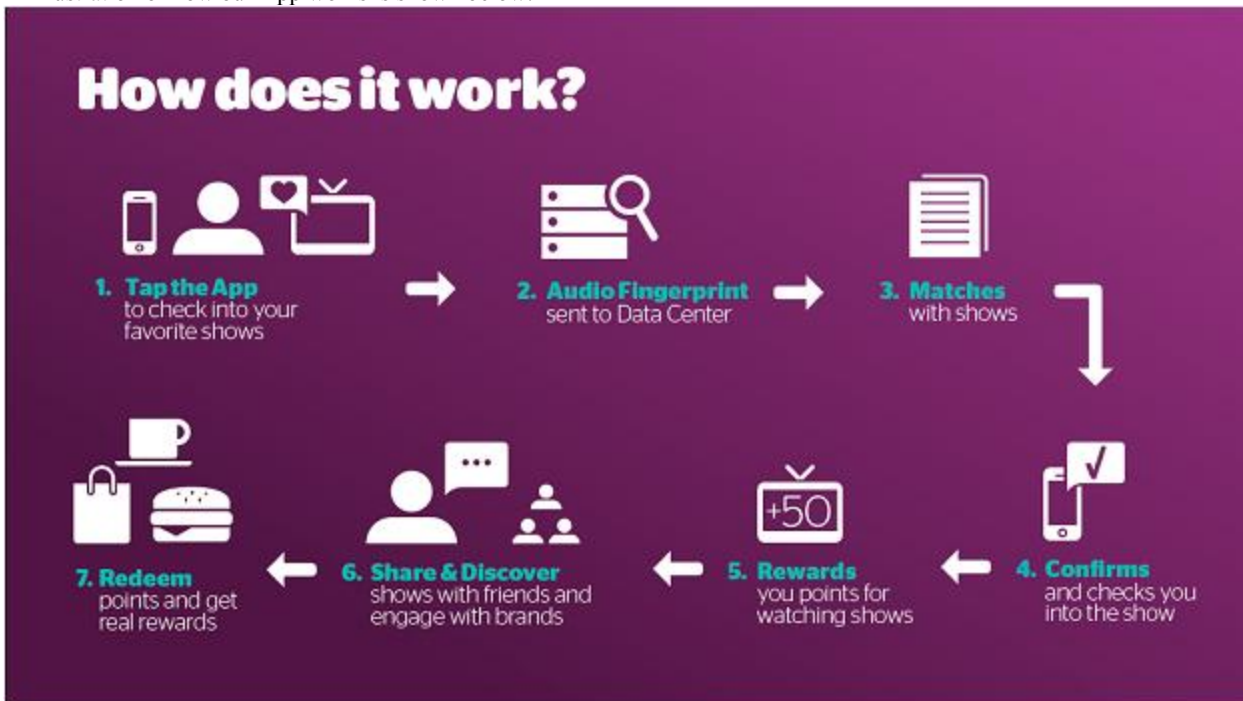 How does it work?
1. Tap the App
to check into your
favorite shows
2. Audio Fingerprint
sent to Data Center
3. Matches
with shows
4. Confirms
and checks you
into the show
+50
5. Rewards
you points for
watching shows
6. Share & Discover
shows with friends and
engage with brands
7. Redeem
points and get
real rewards